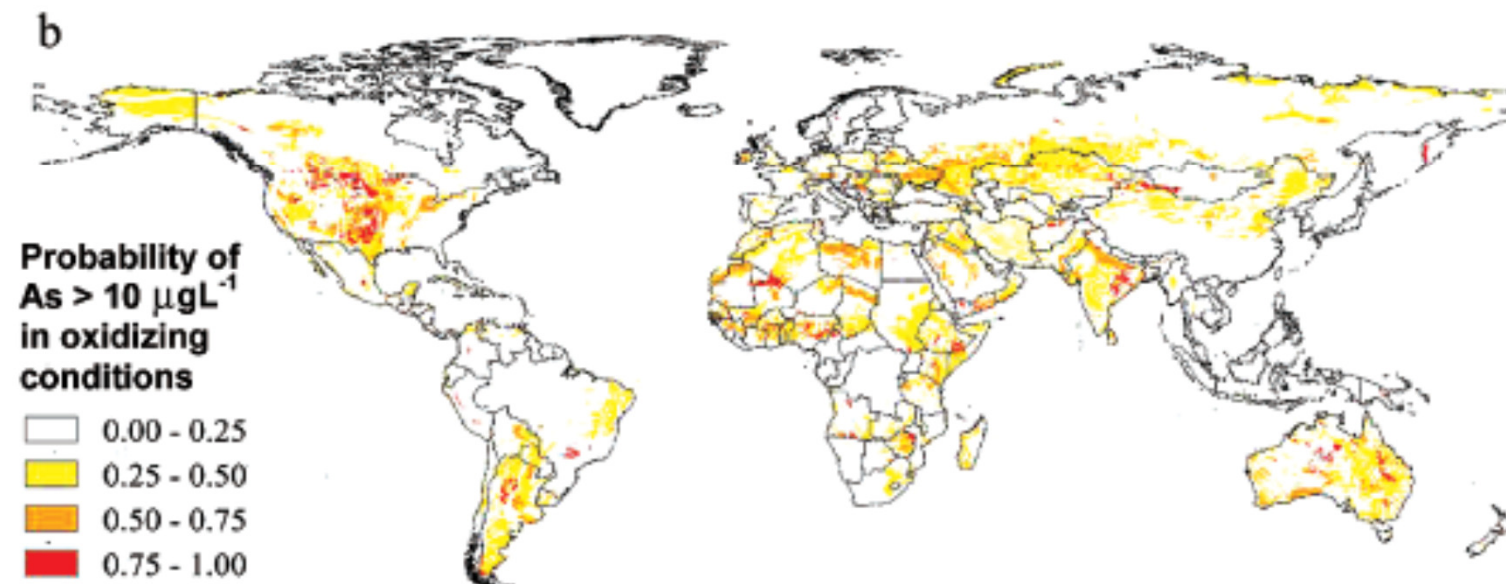 b
Probability of
As > 10 µgL⁻¹
in oxidizing
conditions
0.00 - 0.25
0.25 - 0.50
0.50 - 0.75
0.75 - 1.00